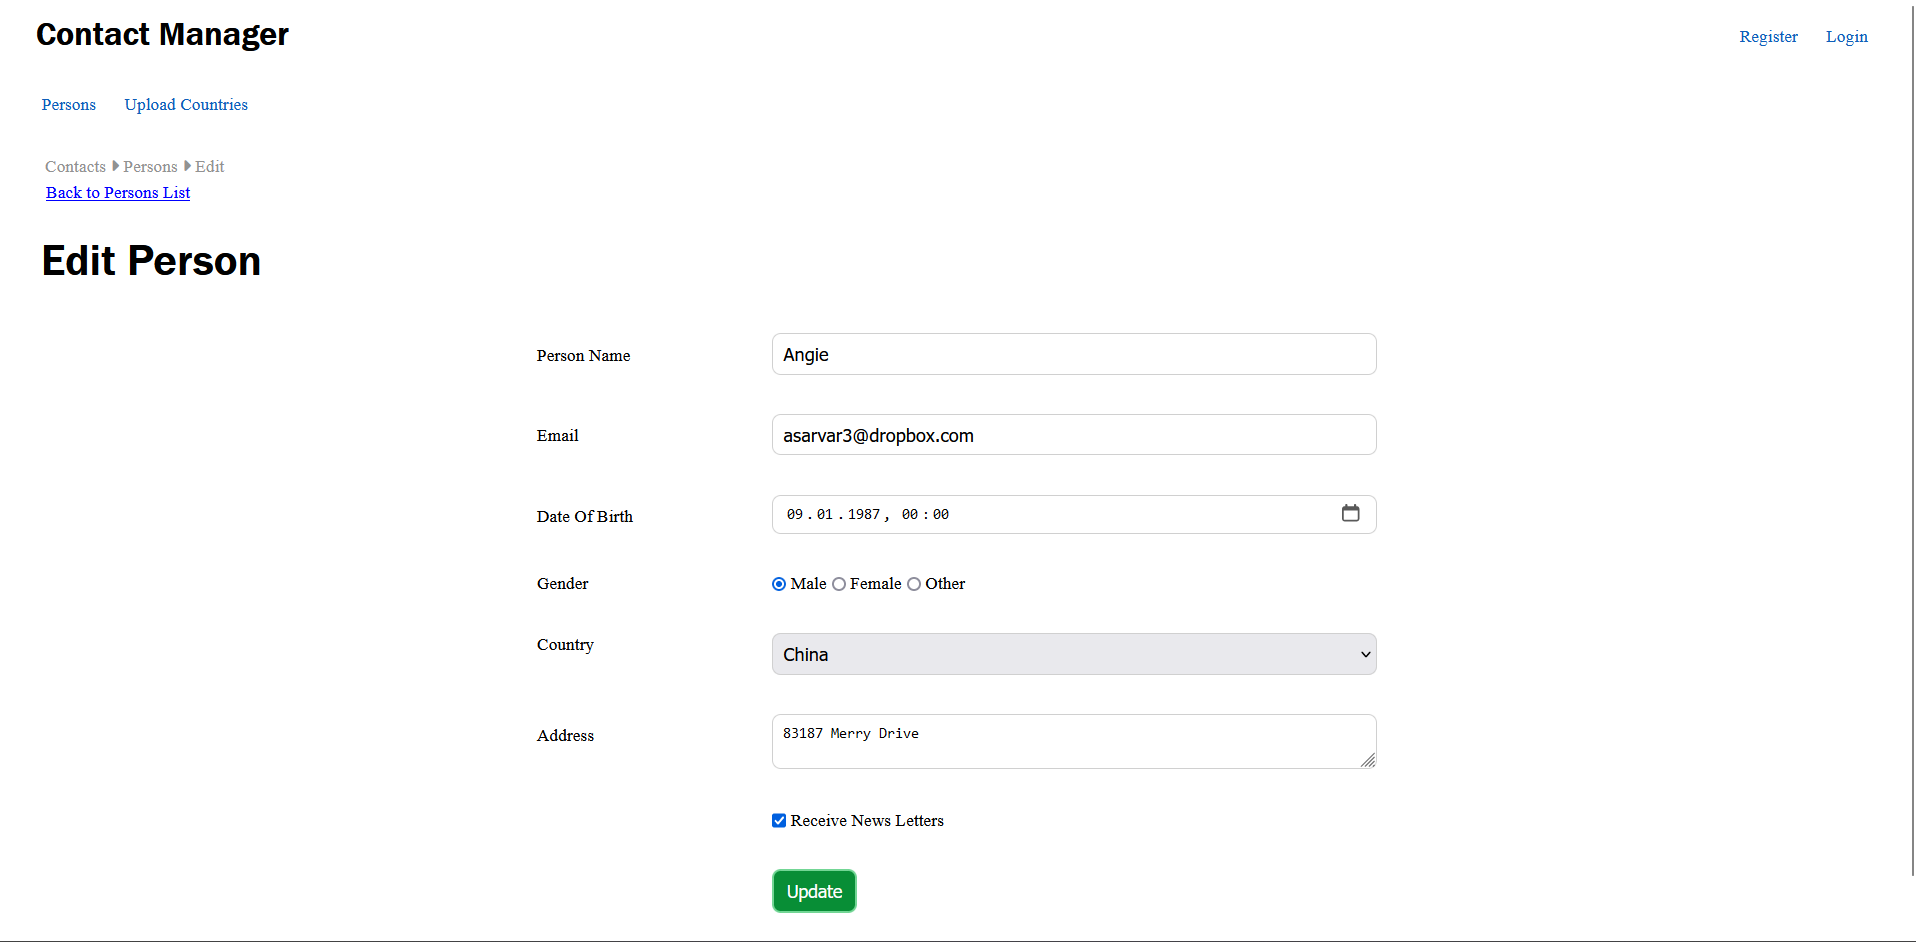 Contact Manager
Register Login
Persons Upload Countries
Contacts Persons Edit
Back to Persons List
Edit Person
Person Name Angie
Email asarvar3@dropbox.com
Date Of Birth 09.01.1987, 00:00
Gender Male Female Other
Country China
Address 83187 Merry Drive
Receive News Letters
Update